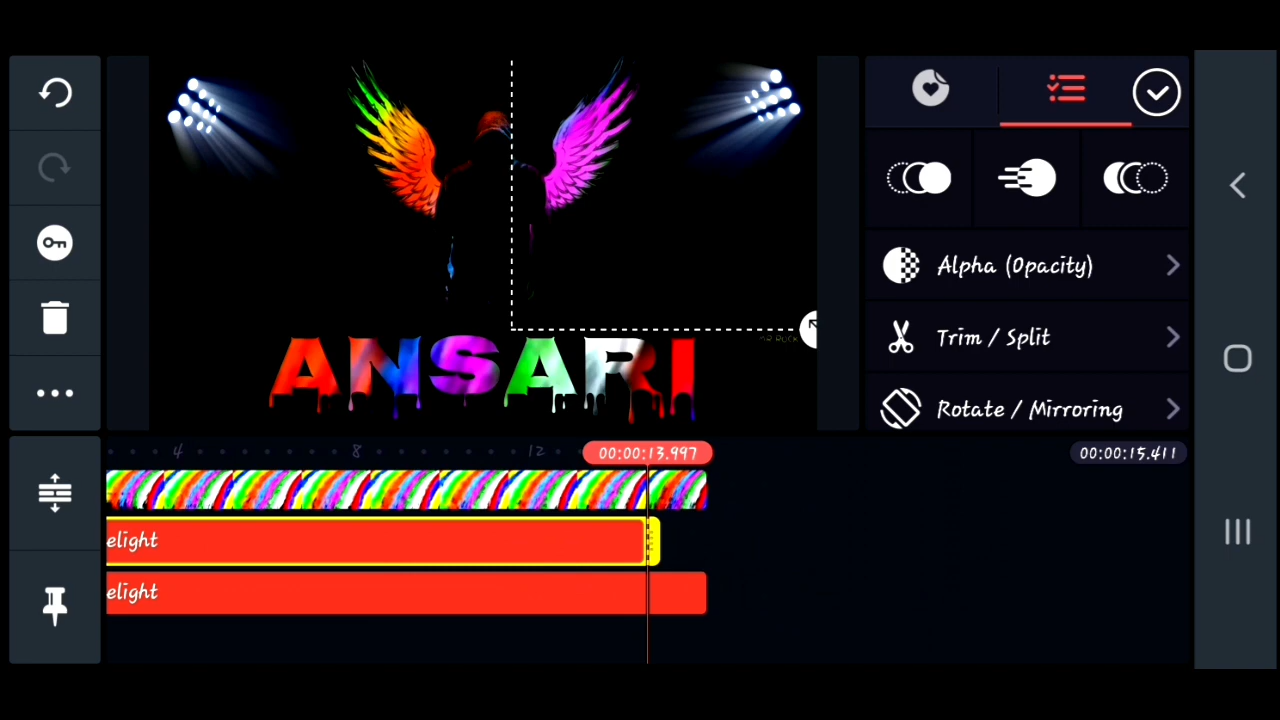 Alpha (Opacity)
Trim / Split
Rotate / Mirroring
ANSARI
4
8
12
00:00:13.997
00:00:15.411
elight
elight